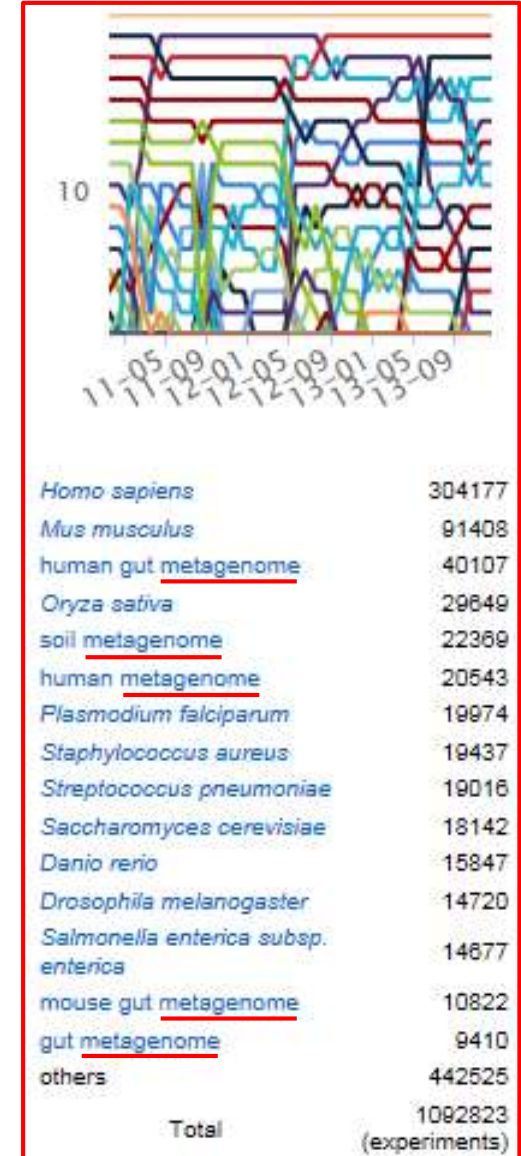 10
11-05
11-09
12-01
12-05
12-09
13-01
13-05
13-09
Homo sapiens 304177
Mus musculus 91408
human gut metagenome 40107
Oryza sativa 29649
soil metagenome 22369
human metagenome 20543
Plasmodium falciparum 19974
Staphylococcus aureus 19437
Streptococcus pneumoniae 19016
Saccharomyces cerevisiae 18142
Danio rerio 15847
Drosophila melanogaster 14720
Salmonella enterica subsp.
enterica 14677
mouse gut metagenome 10822
gut metagenome 9410
others 442525
Total 1092823
(experiments)